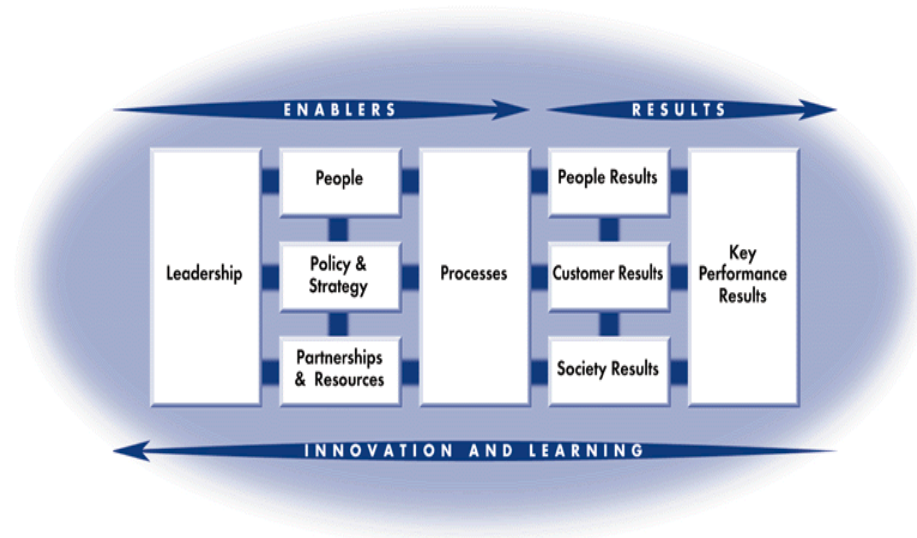 ENABLERS
RESULTS
Leadership
People
Policy &
Strategy
Partnerships
& Resources
Processes
People Results
Customer Results
Society Results
Key
Performance
Results
INNOVATION AND LEARNING